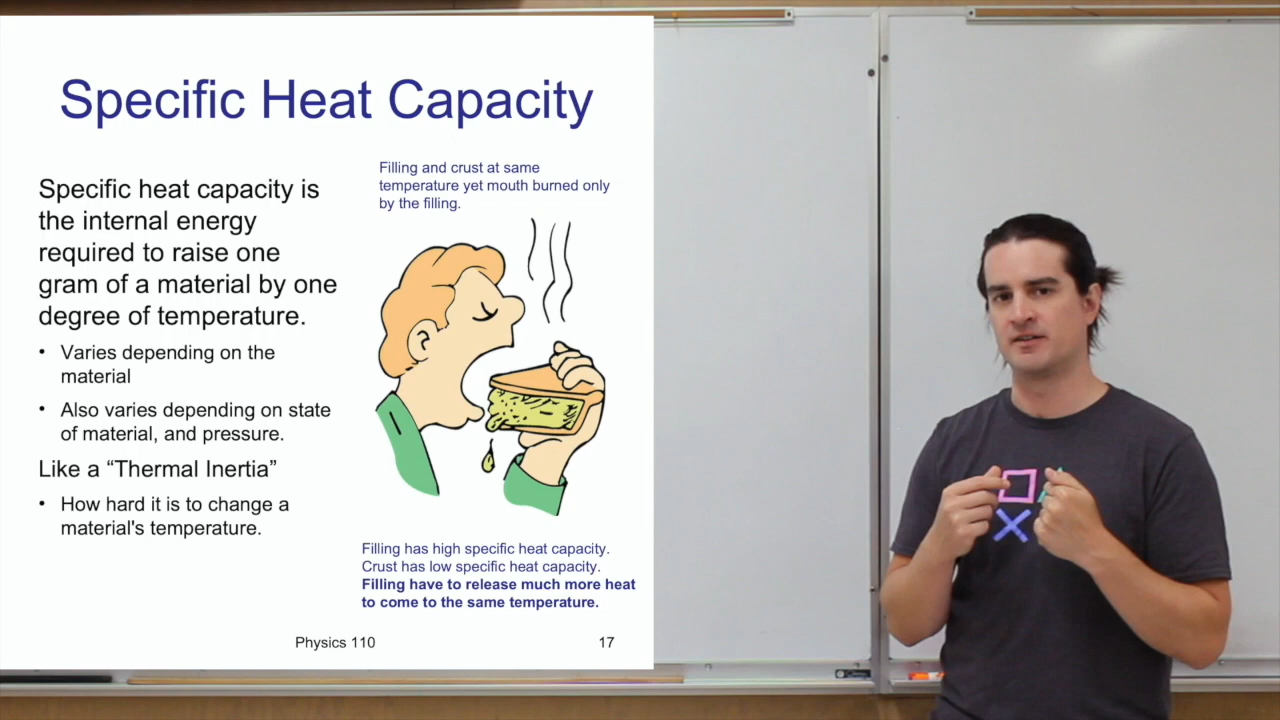 Specific Heat Capacity
Specific heat capacity is
the internal energy
required to raise one
gram of a material by one
degree of temperature.
• Varies depending on the
material
• Also varies depending on state
of material, and pressure.
Like a “Thermal Inertia”
• How hard it is to change a
material's temperature.
Filling and crust at same
temperature yet mouth burned only
by the filling.
Filling has high specific heat capacity.
Crust has low specific heat capacity.
Filling have to release much more heat
to come to the same temperature.
Physics 110
17